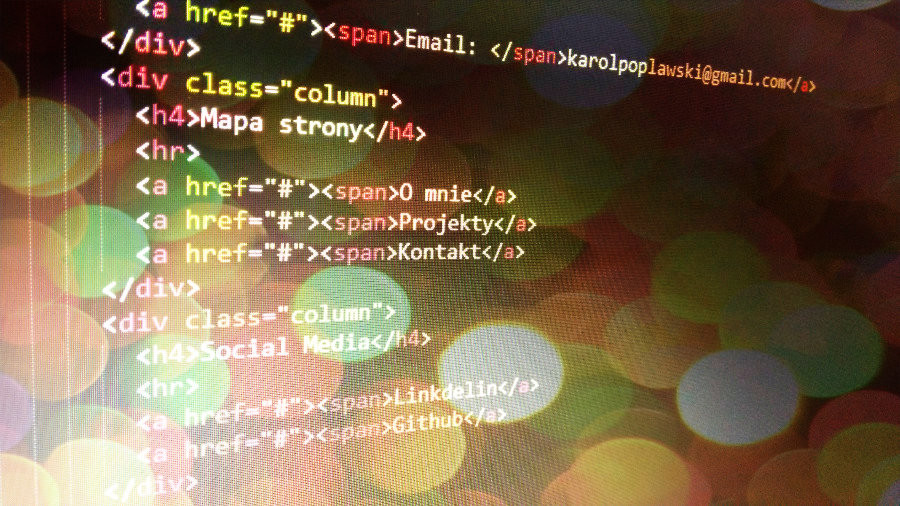 <a href="#"><span>Email: </span>karolpoplawski@gmail.com</a>
</div>
<div class="column">
<h4>Mapa strony</h4>
<hr>
<a href="#"><span>O mnie</a>
<a href="#"><span>Projekty</a>
<a href="#"><span>Kontakt</a>
</div>
<div class="column">
<h4>Social Media</h4>
<hr>
<a href="#"><span>Linkdelin</a>
<a href="#"><span>Github</a>
</div>